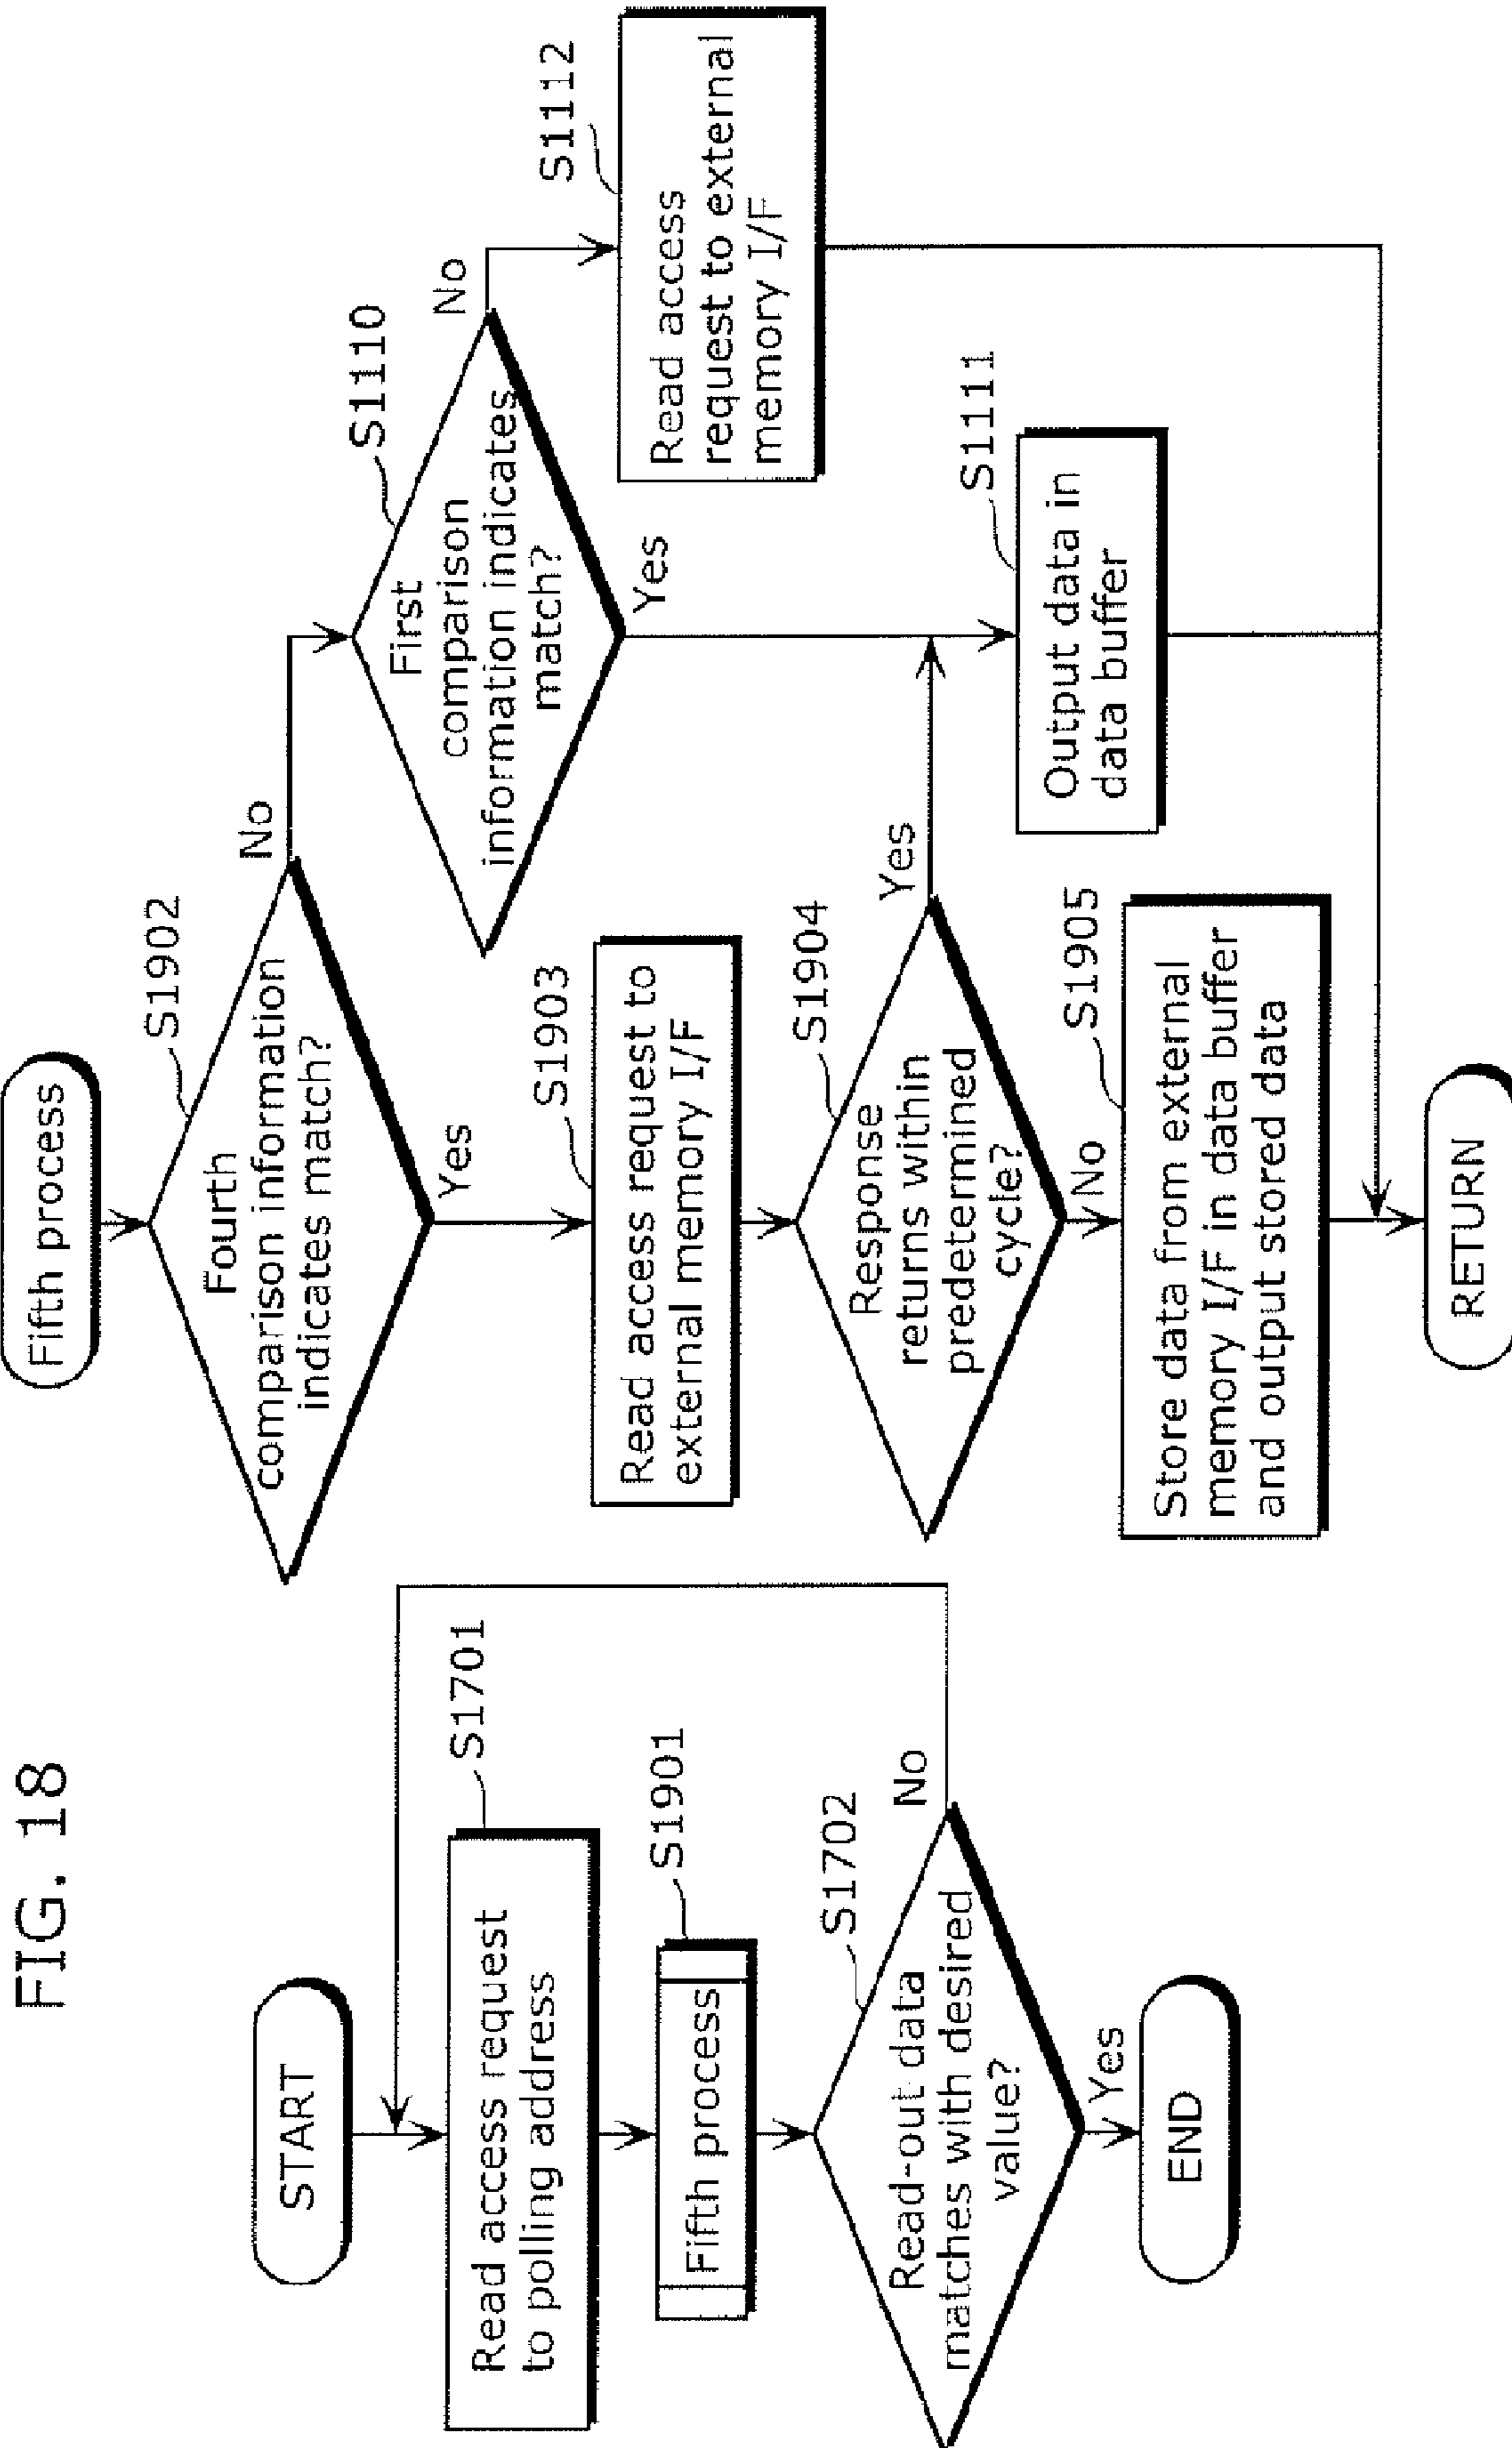 FIG. 18
START
S1701
Read access request
to polling address
S1901
Fifth process
S1702
Read-out data
matches with desired
value?
No
Yes
END
Fifth process
S1902
Fourth
comparison information
indicates match?
No
Yes
S1903
Read access request to
external memory I/F
S1904
Response
returns within
predetermined
cycle?
Yes
No
S1905
Store data from external
memory I/F in data buffer
and output stored data
RETURN
S1110
First
comparison
information indicates
match?
No
Yes
S1112
Read access
request to external
memory I/F
S1111
Output data in
data buffer